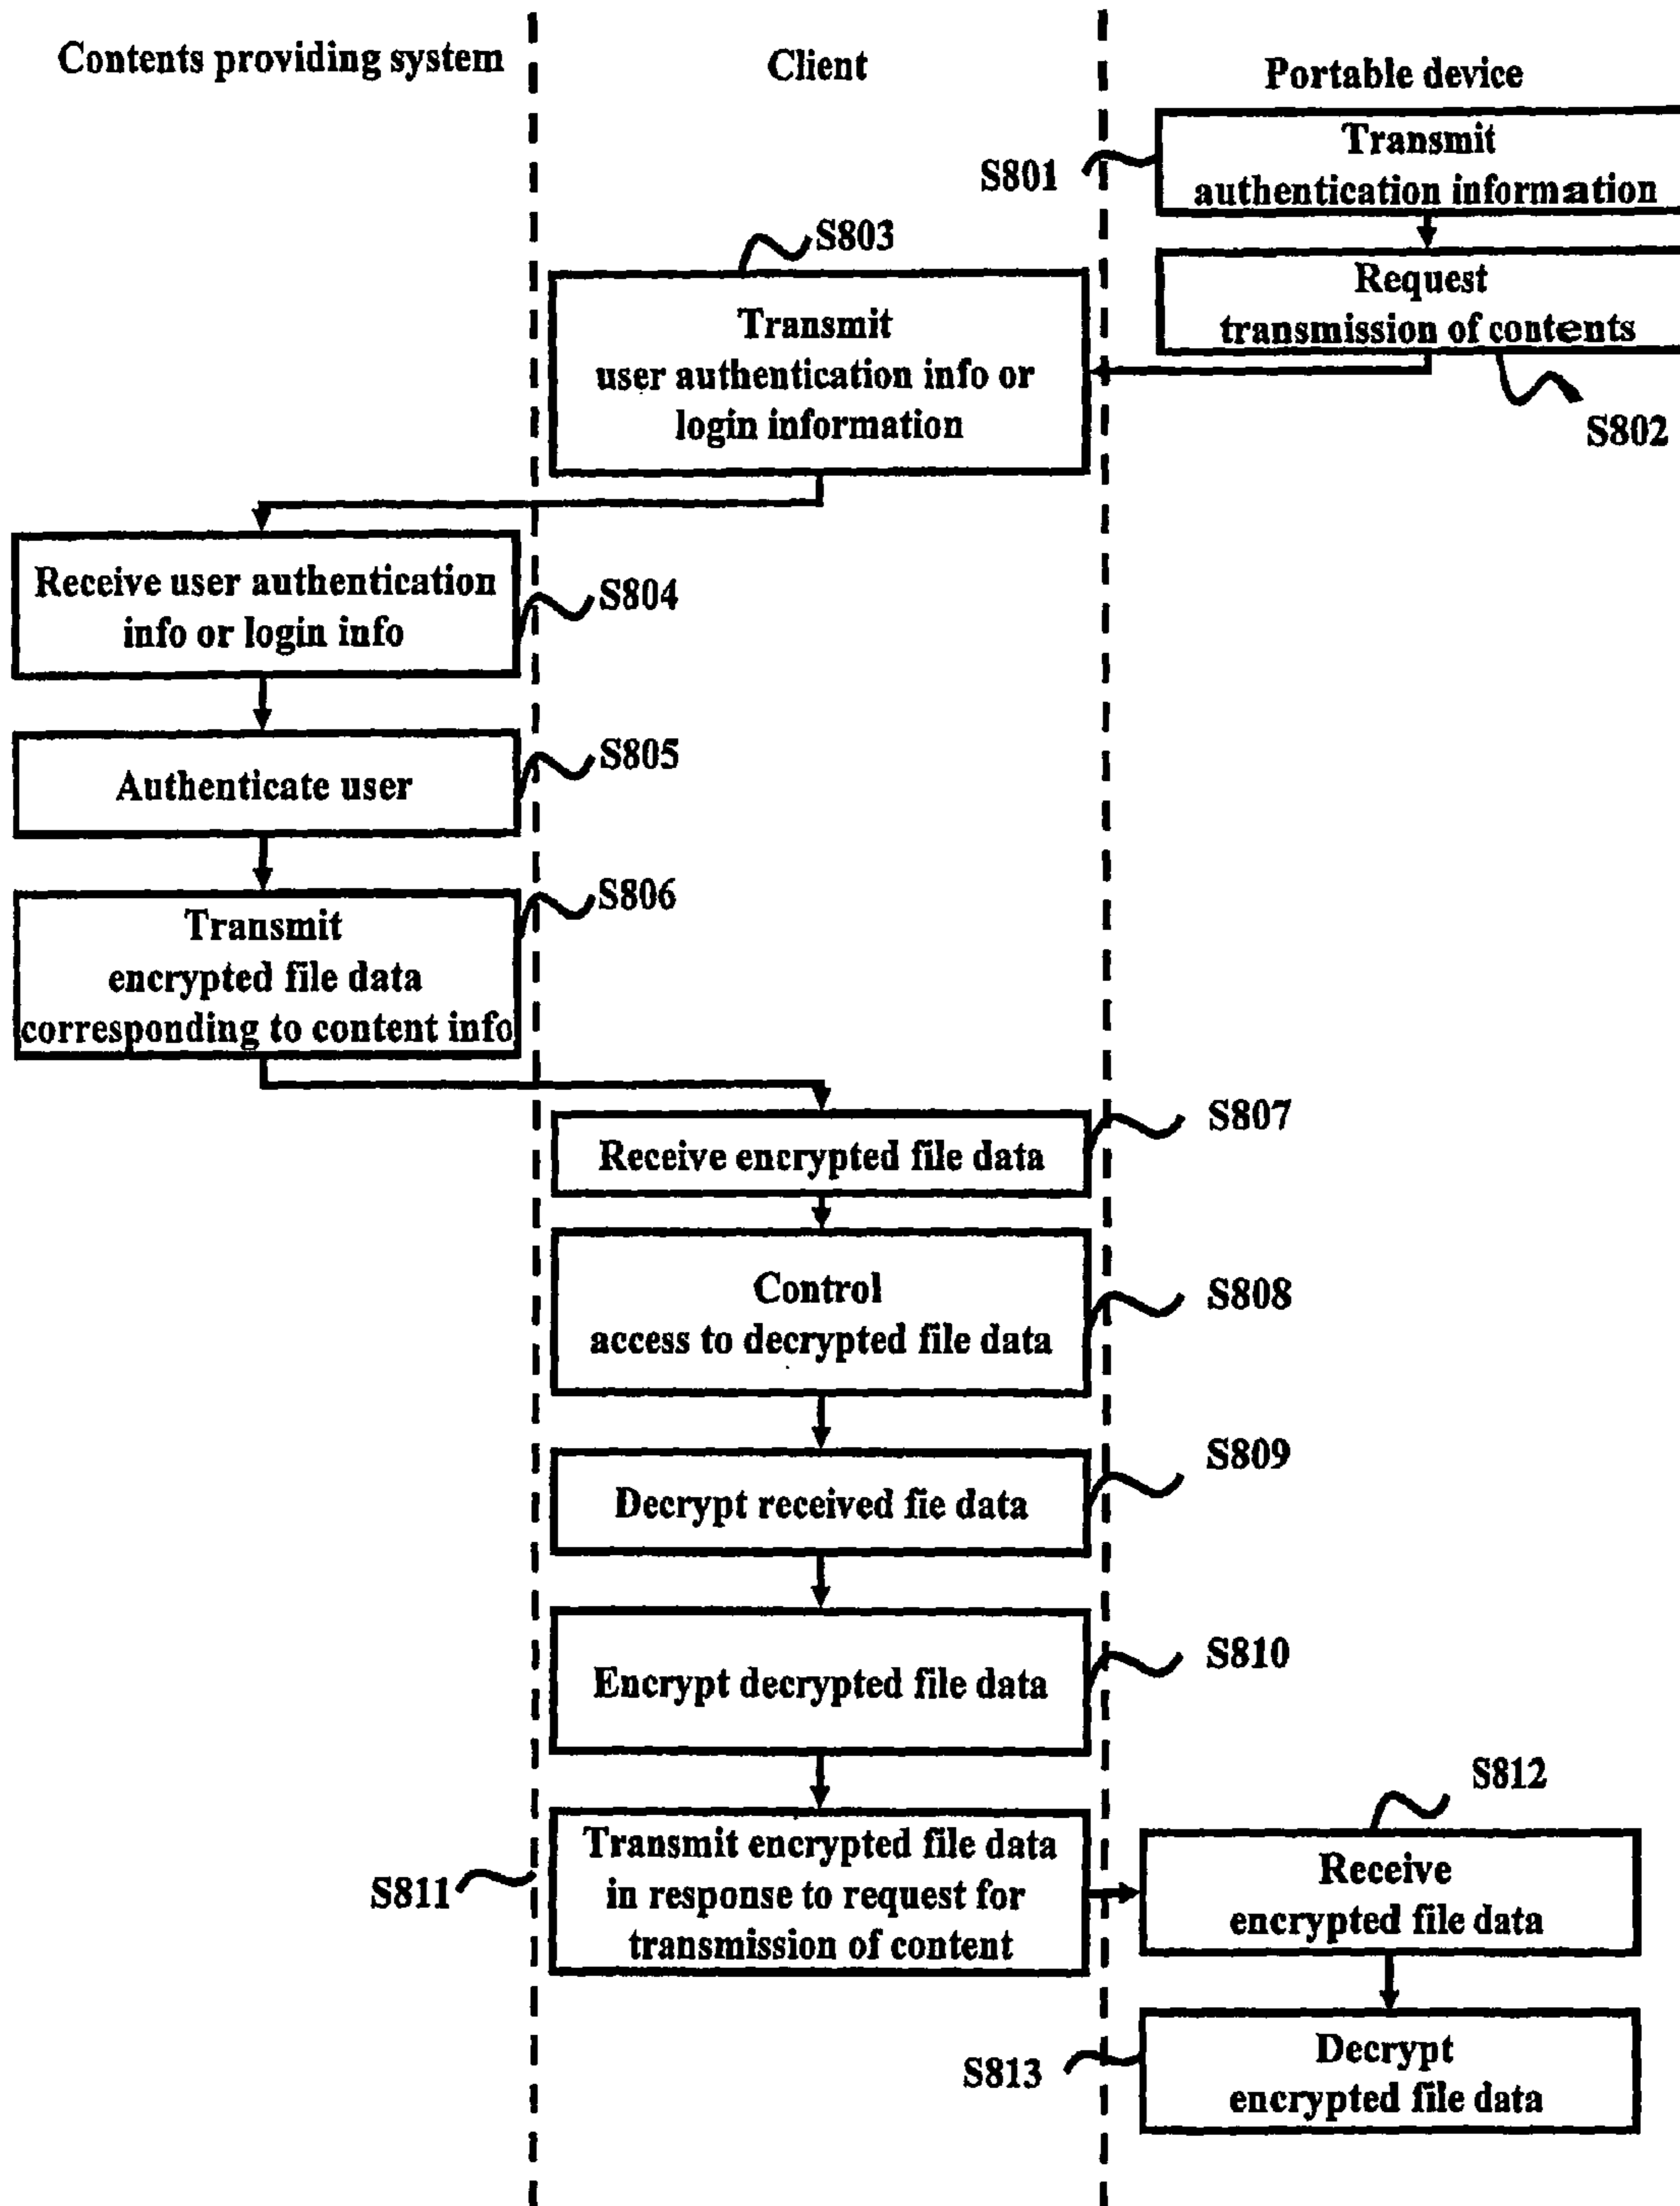 Contents providing system
Client
Portable device
Transmit
authentication information
S801
Request
transmission of contents
S802
S803
Transmit
user authentication info or
login information
Receive user authentication
info or login info
S804
Authenticate user
S805
Transmit
encrypted file data
corresponding to content info
S806
Receive encrypted file data
S807
Control
access to decrypted file data
S808
Decrypt received fie data
S809
Encrypt decrypted file data
S810
Transmit encrypted file data
in response to request for
transmission of content
S811
S812
Receive
encrypted file data
Decrypt
encrypted file data
S813